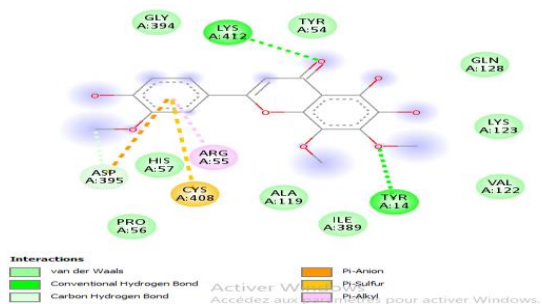 GLY
A:394
LYS
A:412
TYR
A:54
GLN
A:128
LYS
A:123
VAL
A:122
TYR
A:14
ILE
A:389
ALA
A:119
ARG
A:55
CYS
A:408
HIS
A:57
ASP
A:395
PRO
A:56
Interactions
van der Waals
Conventional Hydrogen Bond
Carbon Hydrogen Bond
Pi-Anion
Pi-Sulfur
Pi-Alkyl
Activer Windows
Accédez aux paramètres pour activer Windows.